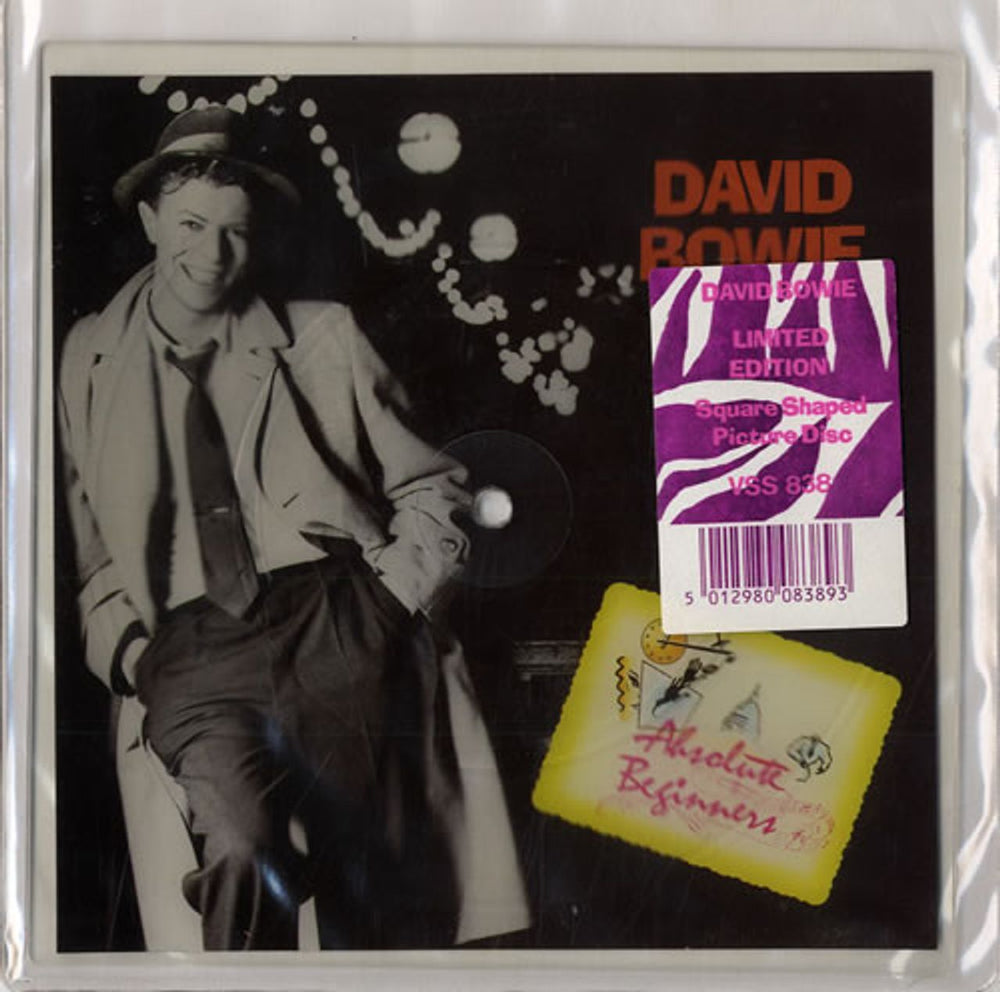 DAVID
BOWIE
DAVID BOWIE
LIMITED
EDITION
Square Shaped
Picture Disc
VSS 838
5 012980 083893
Absolute
Beginners